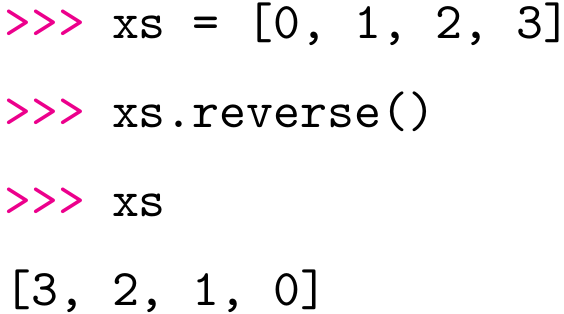 >>> xs = [0, 1, 2, 3]
>>> xs.reverse()
>>> xs
[3, 2, 1, 0]